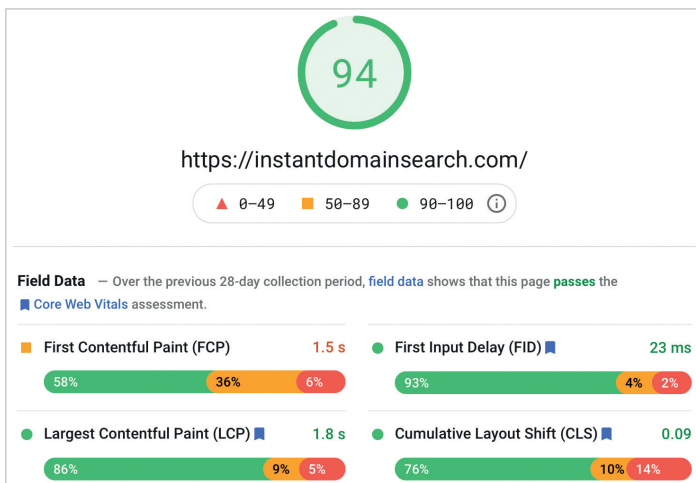 94
https://instantdomainsearch.com/
0–49 50–89 90–100
Field Data — Over the previous 28-day collection period, field data shows that this page passes the
Core Web Vitals assessment.
First Contentful Paint (FCP) 1.5 s
58% 36% 6%
First Input Delay (FID) 23 ms
93% 4% 2%
Largest Contentful Paint (LCP) 1.8 s
86% 9% 5%
Cumulative Layout Shift (CLS) 0.09
76% 10% 14%